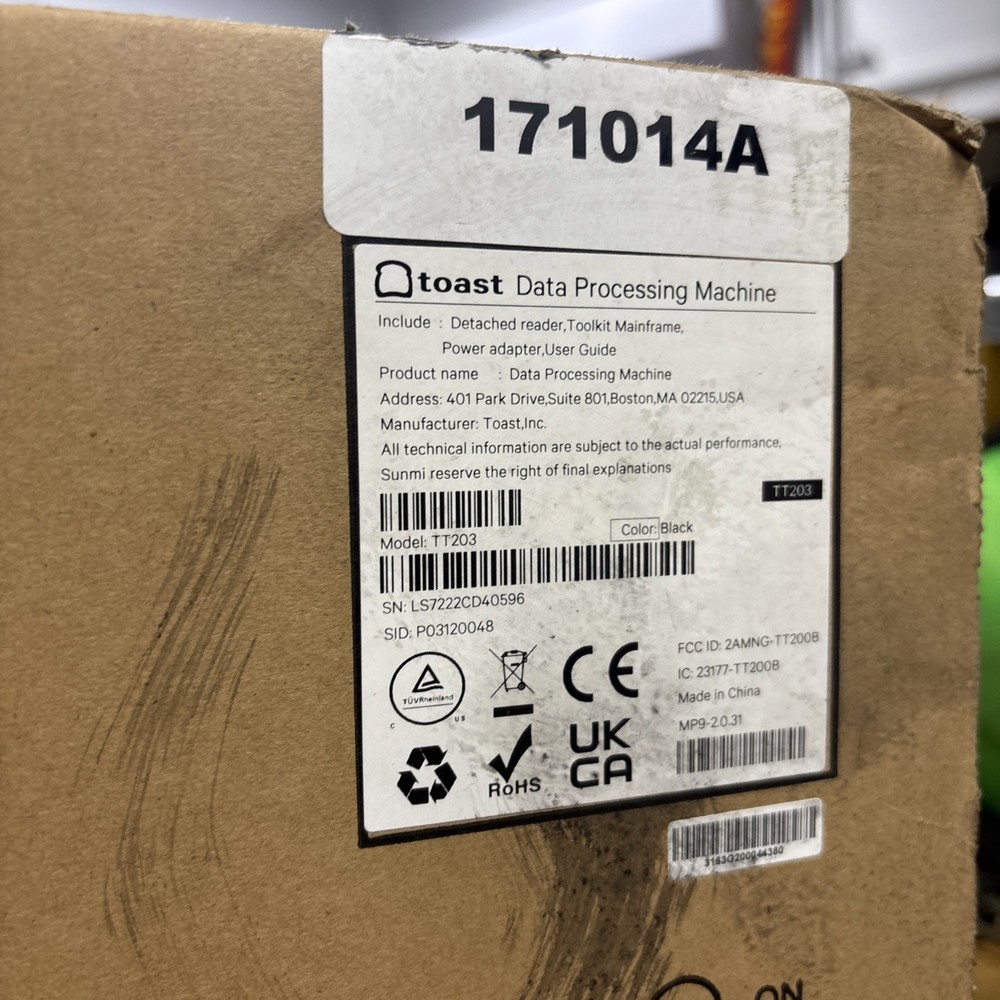 171014A
toast Data Processing Machine
Include : Detached reader,Toolkit Mainframe,
Power adapter,User Guide
Product name : Data Processing Machine
Address: 401 Park Drive,Suite 801,Boston,MA 02215,USA
Manufacturer: Toast,Inc.
All technical information are subject to the actual performance,
Sunmi reserve the right of final explanations
TT203
Model: TT203
Color: Black
SN: LS7222CD40596
SID: P03120048
TÜVRheinland
C US
CE
FCC ID: 2AMNG-TT200B
IC: 23177-TT200B
Made in China
MP9-2.0.31
RoHS
UK
CA
3163G200044380
ON